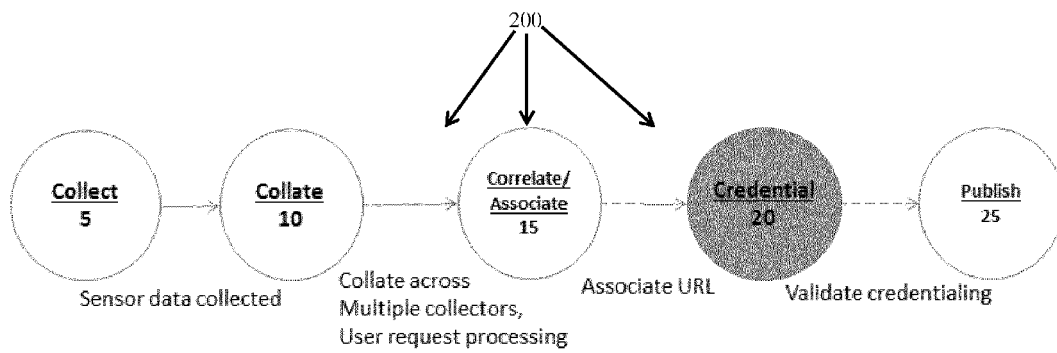 200
Collect
5
Collate
10
Correlate/
Associate
15
Credential
20
Publish
25
Sensor data collected
Collate across
Multiple collectors,
User request processing
Associate URL
Validate credentialing